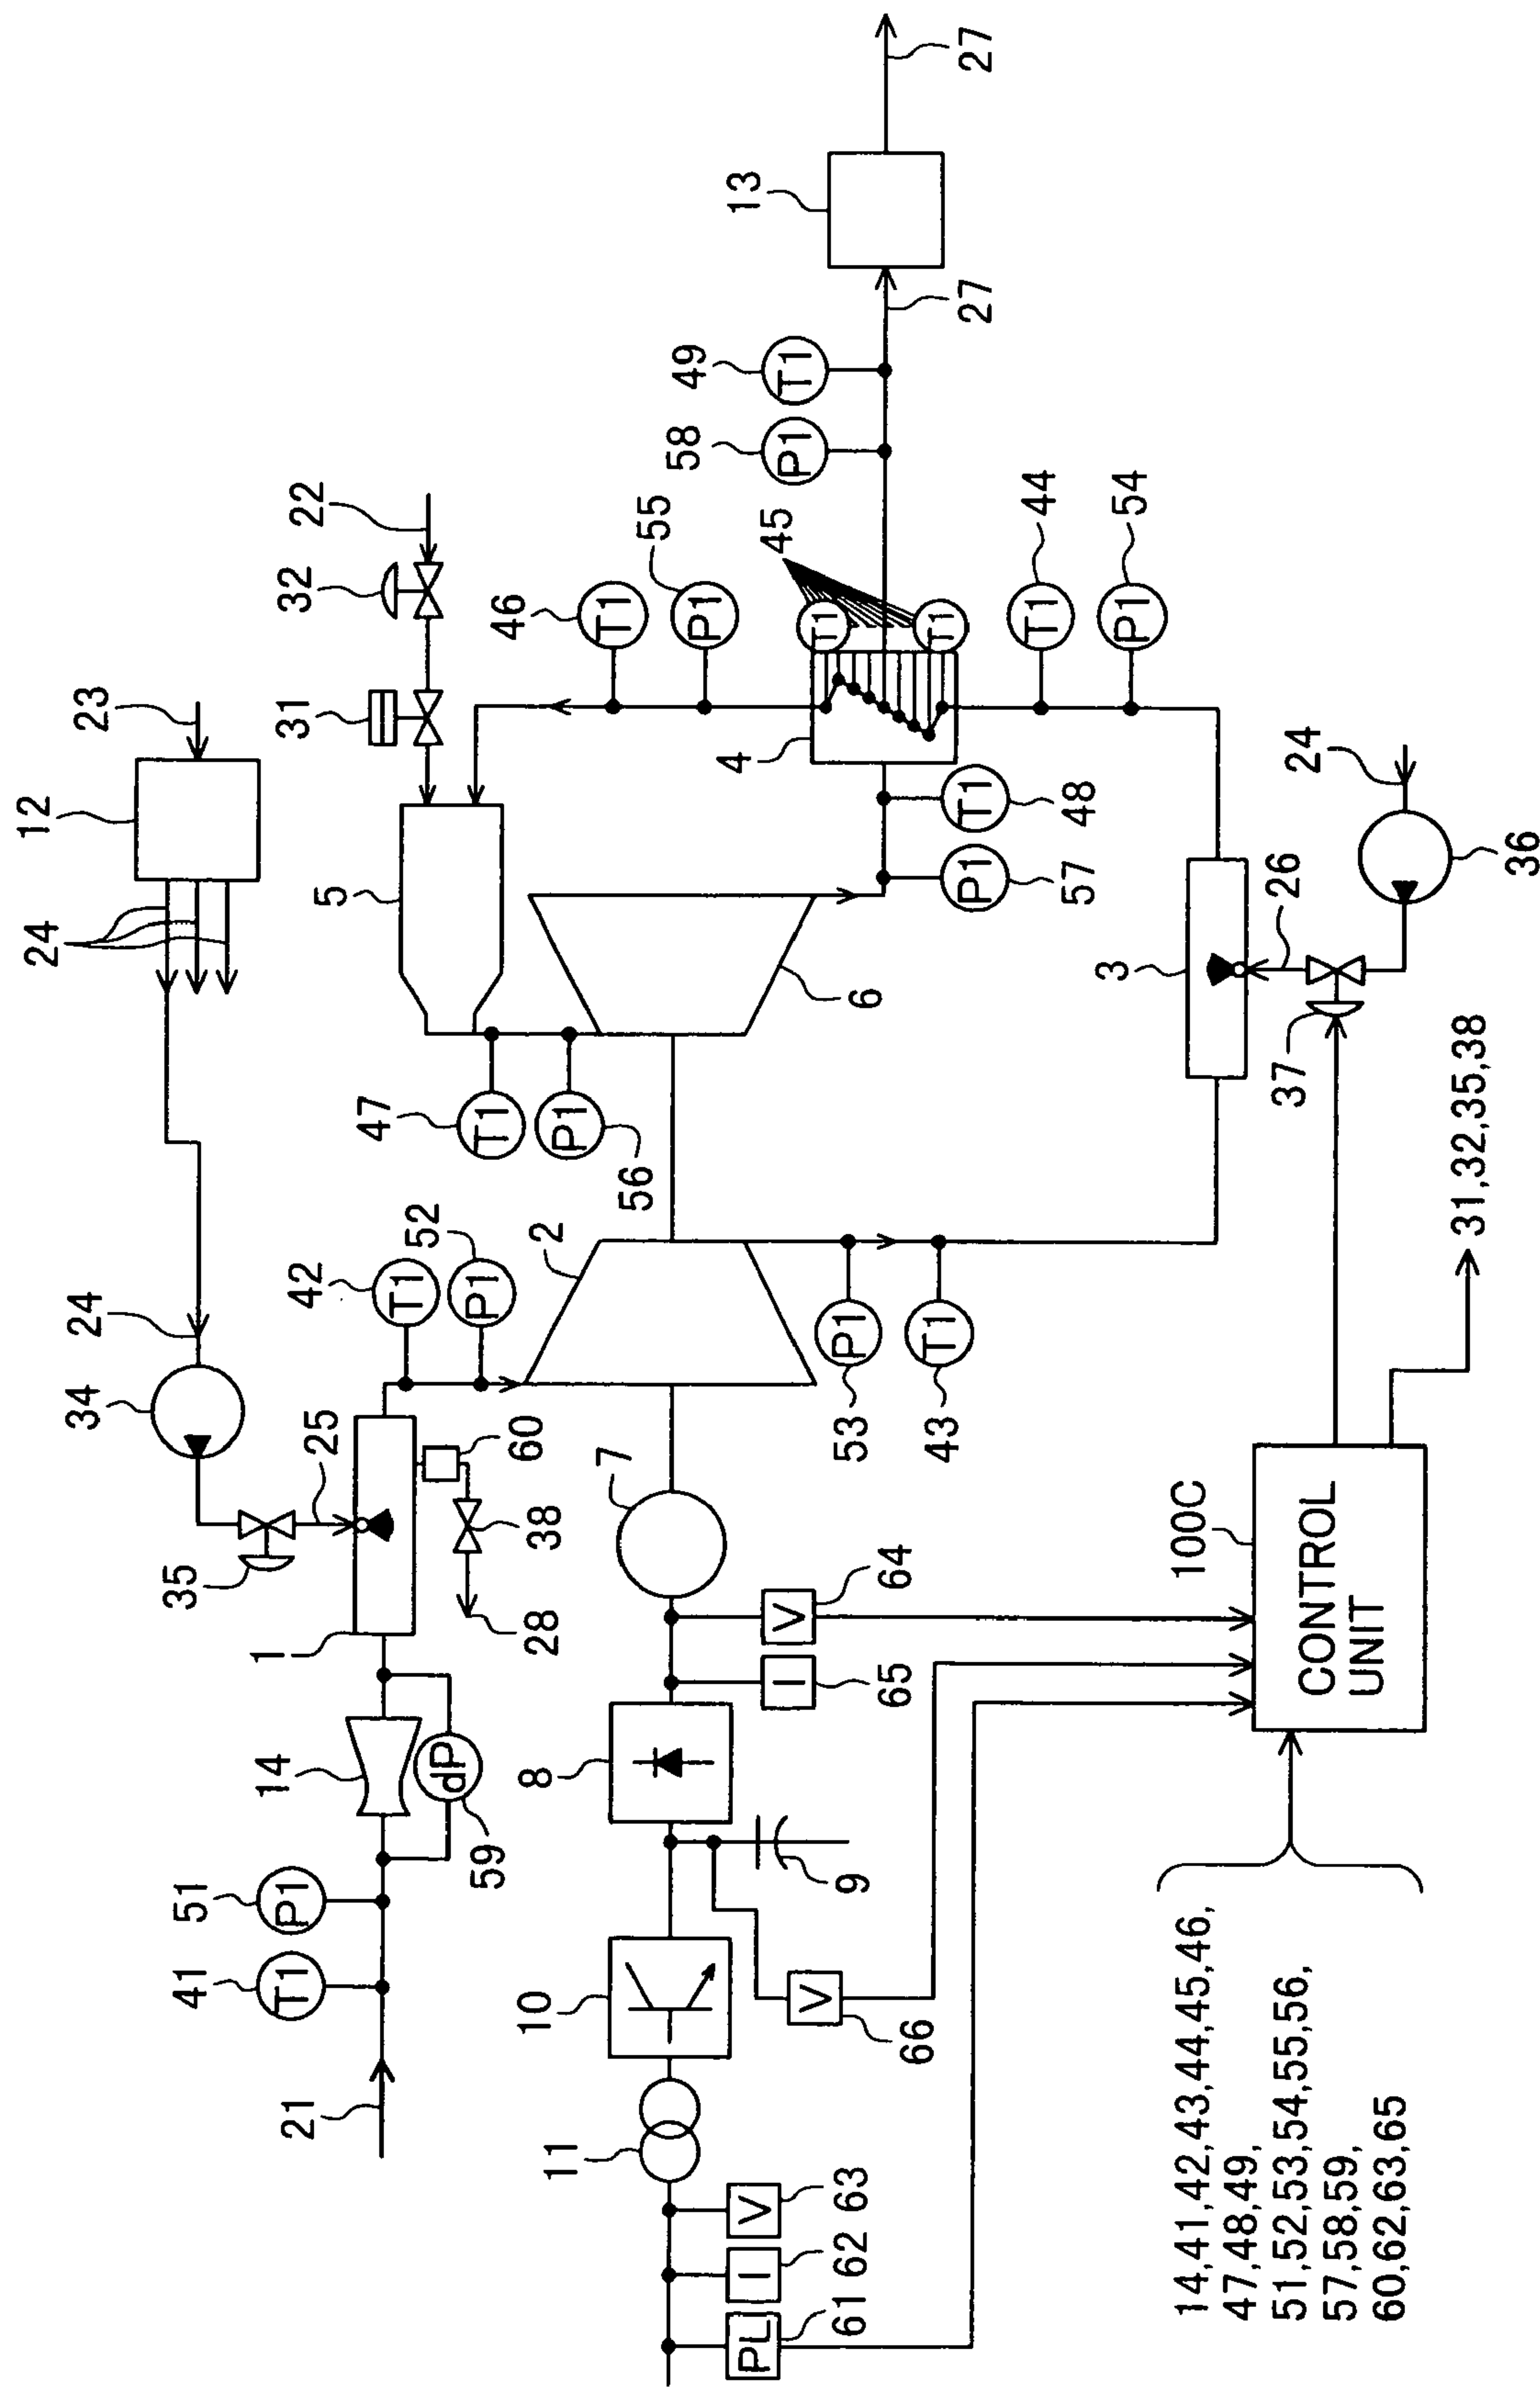 12
23
24
34
24
35
25
32
22
31
5
46
T1
55
P1
47
T1
P1
56
42
T1
52
P1
2
6
60
38
28
1
14
dP
59
51
P1
41
T1
21
7
8
9
10
11
V
63
I
62
PL
61
V
64
I
65
V
66
P1
53
T1
43
4
45
T1
T1
T1
48
P1
57
58
P1
49
T1
27
13
27
T1
44
P1
54
3
26
24
36
37
31,32,35,38
100C
CONTROL
UNIT
14,41,42,43,44,45,46,
47,48,49,
51,52,53,54,55,56,
57,58,59,
60,62,63,65